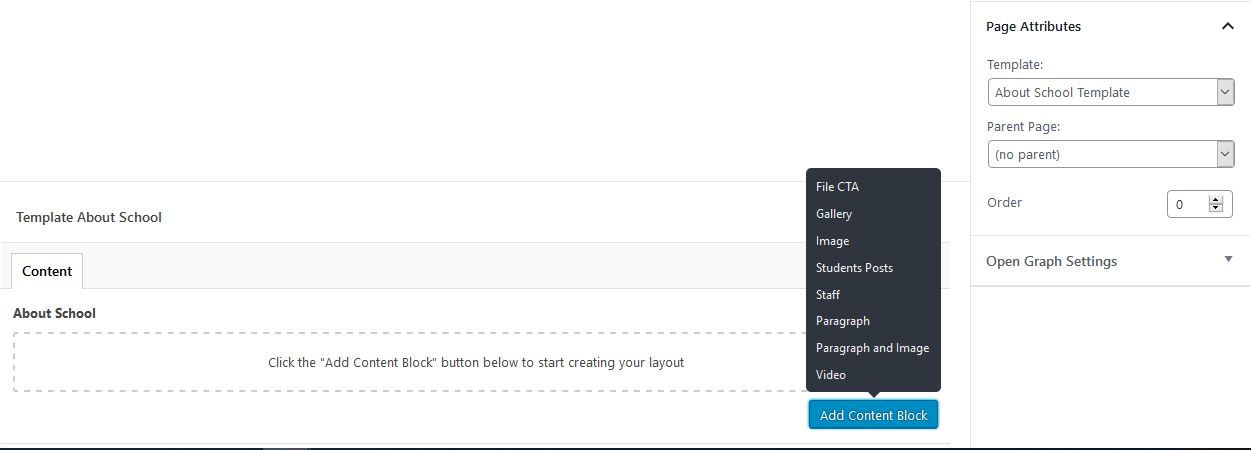 Page Attributes
Template:
About School Template
Parent Page:
(no parent)
Order
0
Open Graph Settings
Template About School
Content
About School
Click the "Add Content Block" button below to start creating your layout
File CTA
Gallery
Image
Students Posts
Staff
Paragraph
Paragraph and Image
Video
Add Content Block